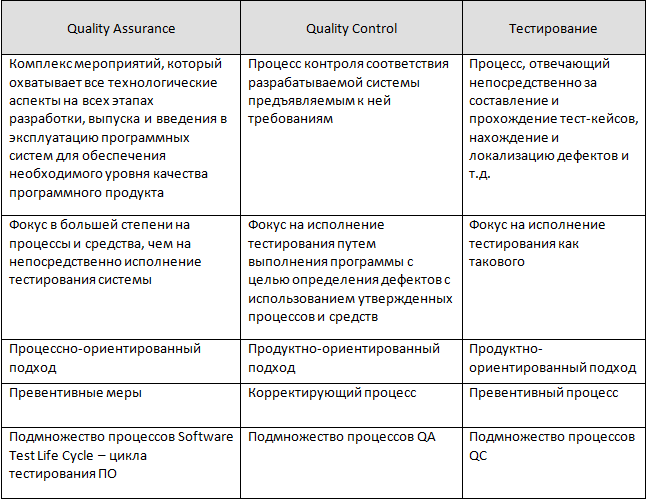 Quality Assurance
Quality Control
Тестирование
Комплекс мероприятий, который
охватывает все технологические
аспекты на всех этапах
разработки, выпуска и введения в
эксплуатацию программных
систем для обеспечения
необходимого уровня качества
программного продукта
Процесс контроля соответствия
разрабатываемой системы
предъявляемым к ней
требованиям
Процесс, отвечающий
непосредственно за
составление и
прохождение тест-кейсов,
нахождение и
локализацию дефектов и
т.д.
Фокус в большей степени на
процессы и средства, чем на
непосредственно исполнение
тестирования системы
Фокус на исполнение
тестирования путем
выполнения программы с
целью определения дефектов с
использованием утвержденных
процессов и средств
Фокус на исполнение
тестирования как
такового
Процессно-ориентированный
подход
Продуктно-ориентированный
подход
Продуктно-
ориентированный подход
Превентивные меры
Корректирующий процесс
Превентивный процесс
Подмножество процессов Software
Test Life Cycle – цикла
тестирования ПО
Подмножество процессов QA
Подмножество процессов
QC